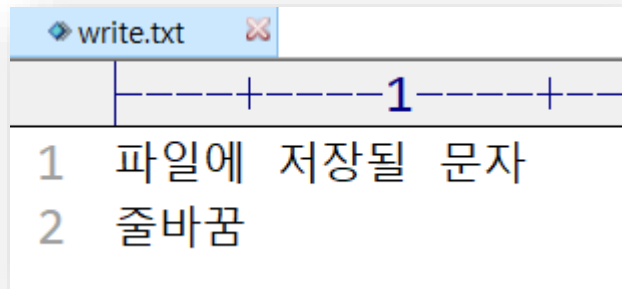 write.txt
----+----1----+--
1 파일에 저장될 문자
2 줄바꿈